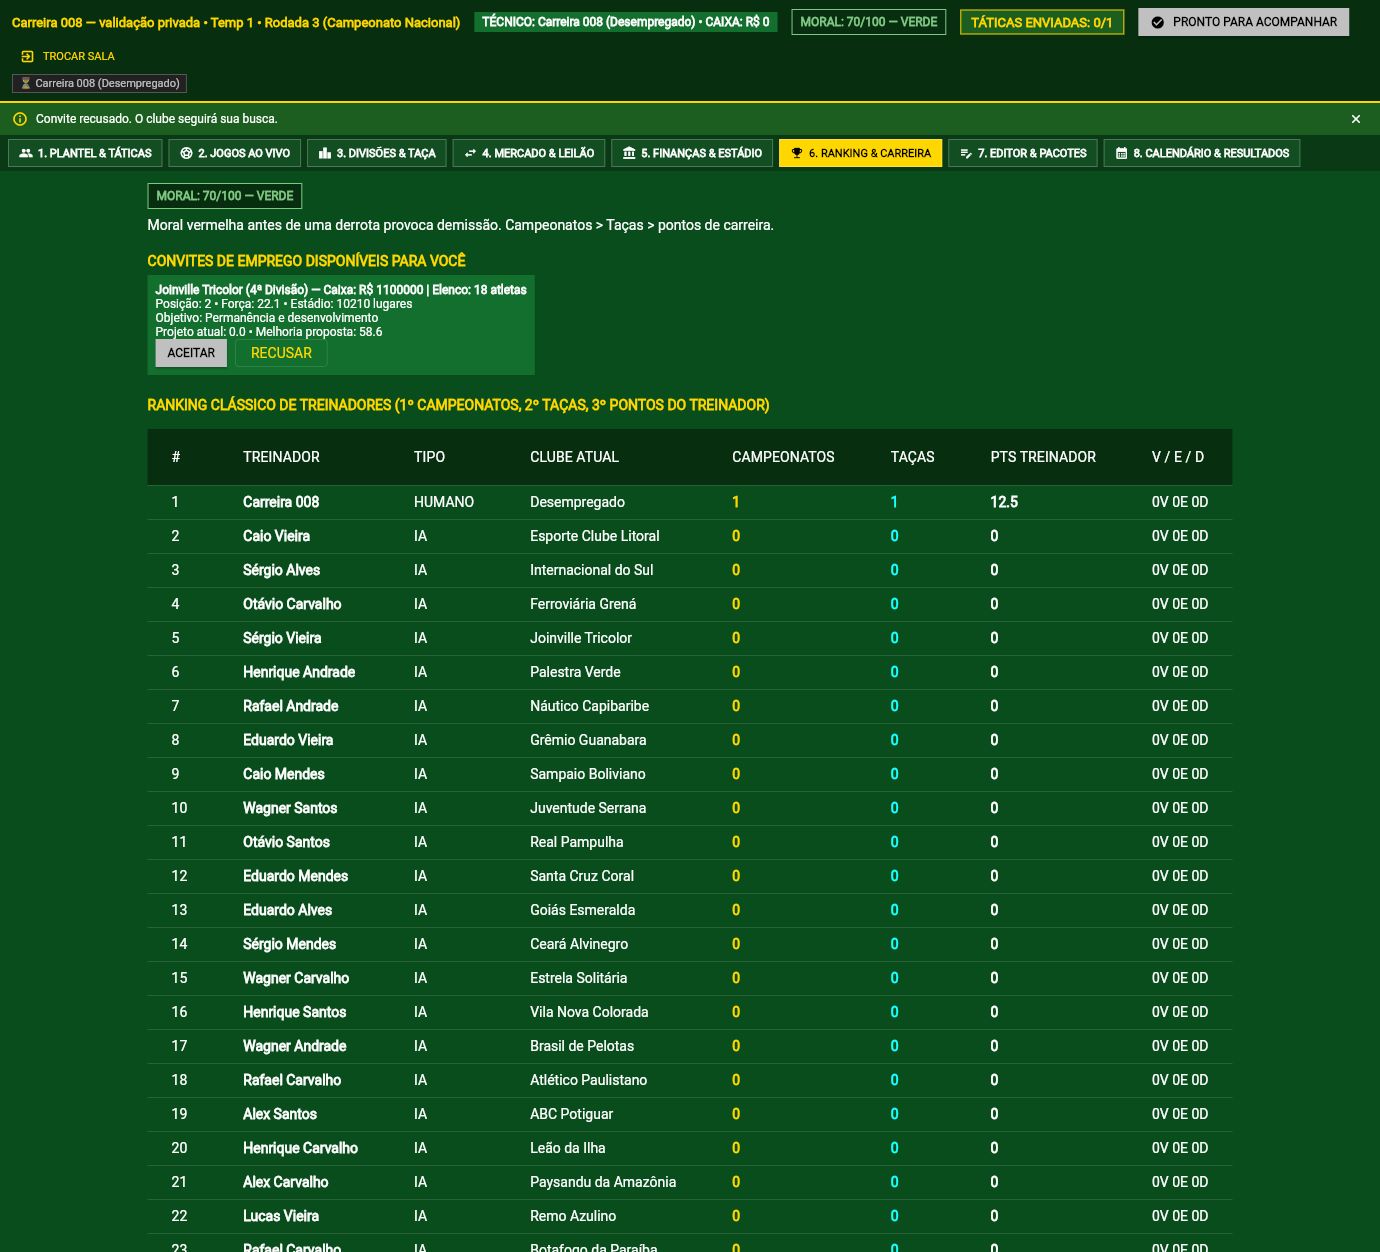 Carreira 008 — validação privada • Temp 1 • Rodada 3 (Campeonato Nacional) TÉCNICO: Carreira 008 (Desempregado) • CAIXA: R$ 0 MORAL: 70/100 — VERDE TÁTICAS ENVIADAS: 0/1 PRONTO PARA ACOMPANHAR
TROCAR SALA
⏳ Carreira 008 (Desempregado)
Convite recusado. O clube seguirá sua busca.
1. PLANTEL & TÁTICAS 2. JOGOS AO VIVO 3. DIVISÕES & TAÇA 4. MERCADO & LEILÃO 5. FINANÇAS & ESTÁDIO 6. RANKING & CARREIRA 7. EDITOR & PACOTES 8. CALENDÁRIO & RESULTADOS
MORAL: 70/100 — VERDE
Moral vermelha antes de uma derrota provoca demissão. Campeonatos > Taças > pontos de carreira.
CONVITES DE EMPREGO DISPONÍVEIS PARA VOCÊ
Joinville Tricolor (4ª Divisão) — Caixa: R$ 1100000 | Elenco: 18 atletas
Posição: 2 • Força: 22.1 • Estádio: 10210 lugares
Objetivo: Permanência e desenvolvimento
Projeto atual: 0.0 • Melhoria proposta: 58.6
ACEITAR RECUSAR
RANKING CLÁSSICO DE TREINADORES (1º CAMPEONATOS, 2º TAÇAS, 3º PONTOS DO TREINADOR)
# TREINADOR TIPO CLUBE ATUAL CAMPEONATOS TAÇAS PTS TREINADOR V / E / D
1 Carreira 008 HUMANO Desempregado 1 1 12.5 0V 0E 0D
2 Caio Vieira IA Esporte Clube Litoral 0 0 0 0V 0E 0D
3 Sérgio Alves IA Internacional do Sul 0 0 0 0V 0E 0D
4 Otávio Carvalho IA Ferroviária Grená 0 0 0 0V 0E 0D
5 Sérgio Vieira IA Joinville Tricolor 0 0 0 0V 0E 0D
6 Henrique Andrade IA Palestra Verde 0 0 0 0V 0E 0D
7 Rafael Andrade IA Náutico Capibaribe 0 0 0 0V 0E 0D
8 Eduardo Vieira IA Grêmio Guanabara 0 0 0 0V 0E 0D
9 Caio Mendes IA Sampaio Boliviano 0 0 0 0V 0E 0D
10 Wagner Santos IA Juventude Serrana 0 0 0 0V 0E 0D
11 Otávio Santos IA Real Pampulha 0 0 0 0V 0E 0D
12 Eduardo Mendes IA Santa Cruz Coral 0 0 0 0V 0E 0D
13 Eduardo Alves IA Goiás Esmeralda 0 0 0 0V 0E 0D
14 Sérgio Mendes IA Ceará Alvinegro 0 0 0 0V 0E 0D
15 Wagner Carvalho IA Estrela Solitária 0 0 0 0V 0E 0D
16 Henrique Santos IA Vila Nova Colorada 0 0 0 0V 0E 0D
17 Wagner Andrade IA Brasil de Pelotas 0 0 0 0V 0E 0D
18 Rafael Carvalho IA Atlético Paulistano 0 0 0 0V 0E 0D
19 Alex Santos IA ABC Potiguar 0 0 0 0V 0E 0D
20 Henrique Carvalho IA Leão da Ilha 0 0 0 0V 0E 0D
21 Alex Carvalho IA Paysandu da Amazônia 0 0 0 0V 0E 0D
22 Lucas Vieira IA Remo Azulino 0 0 0 0V 0E 0D
23 Rafael Carvalho IA Botafogo da Paraíba 0 0 0 0V 0E 0D